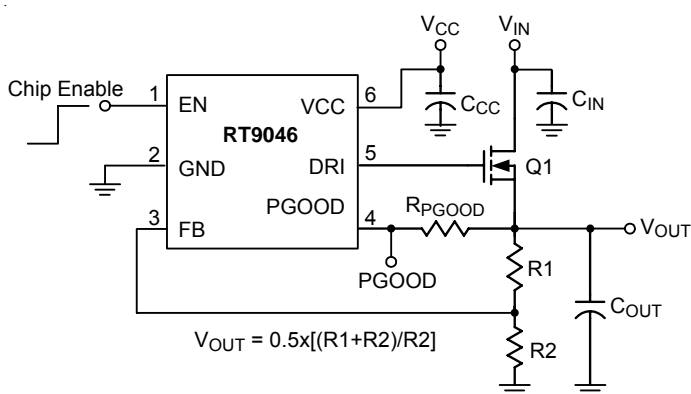 VCC
VIN
Chip Enable
1
EN
VCC
6
CCC
CIN
RT9046
2
GND
DRI
5
Q1
PGOOD
RPGOOD
3
FB
4
VOUT
PGOOD
R1
COUT
VOUT = 0.5x[(R1+R2)/R2]
R2